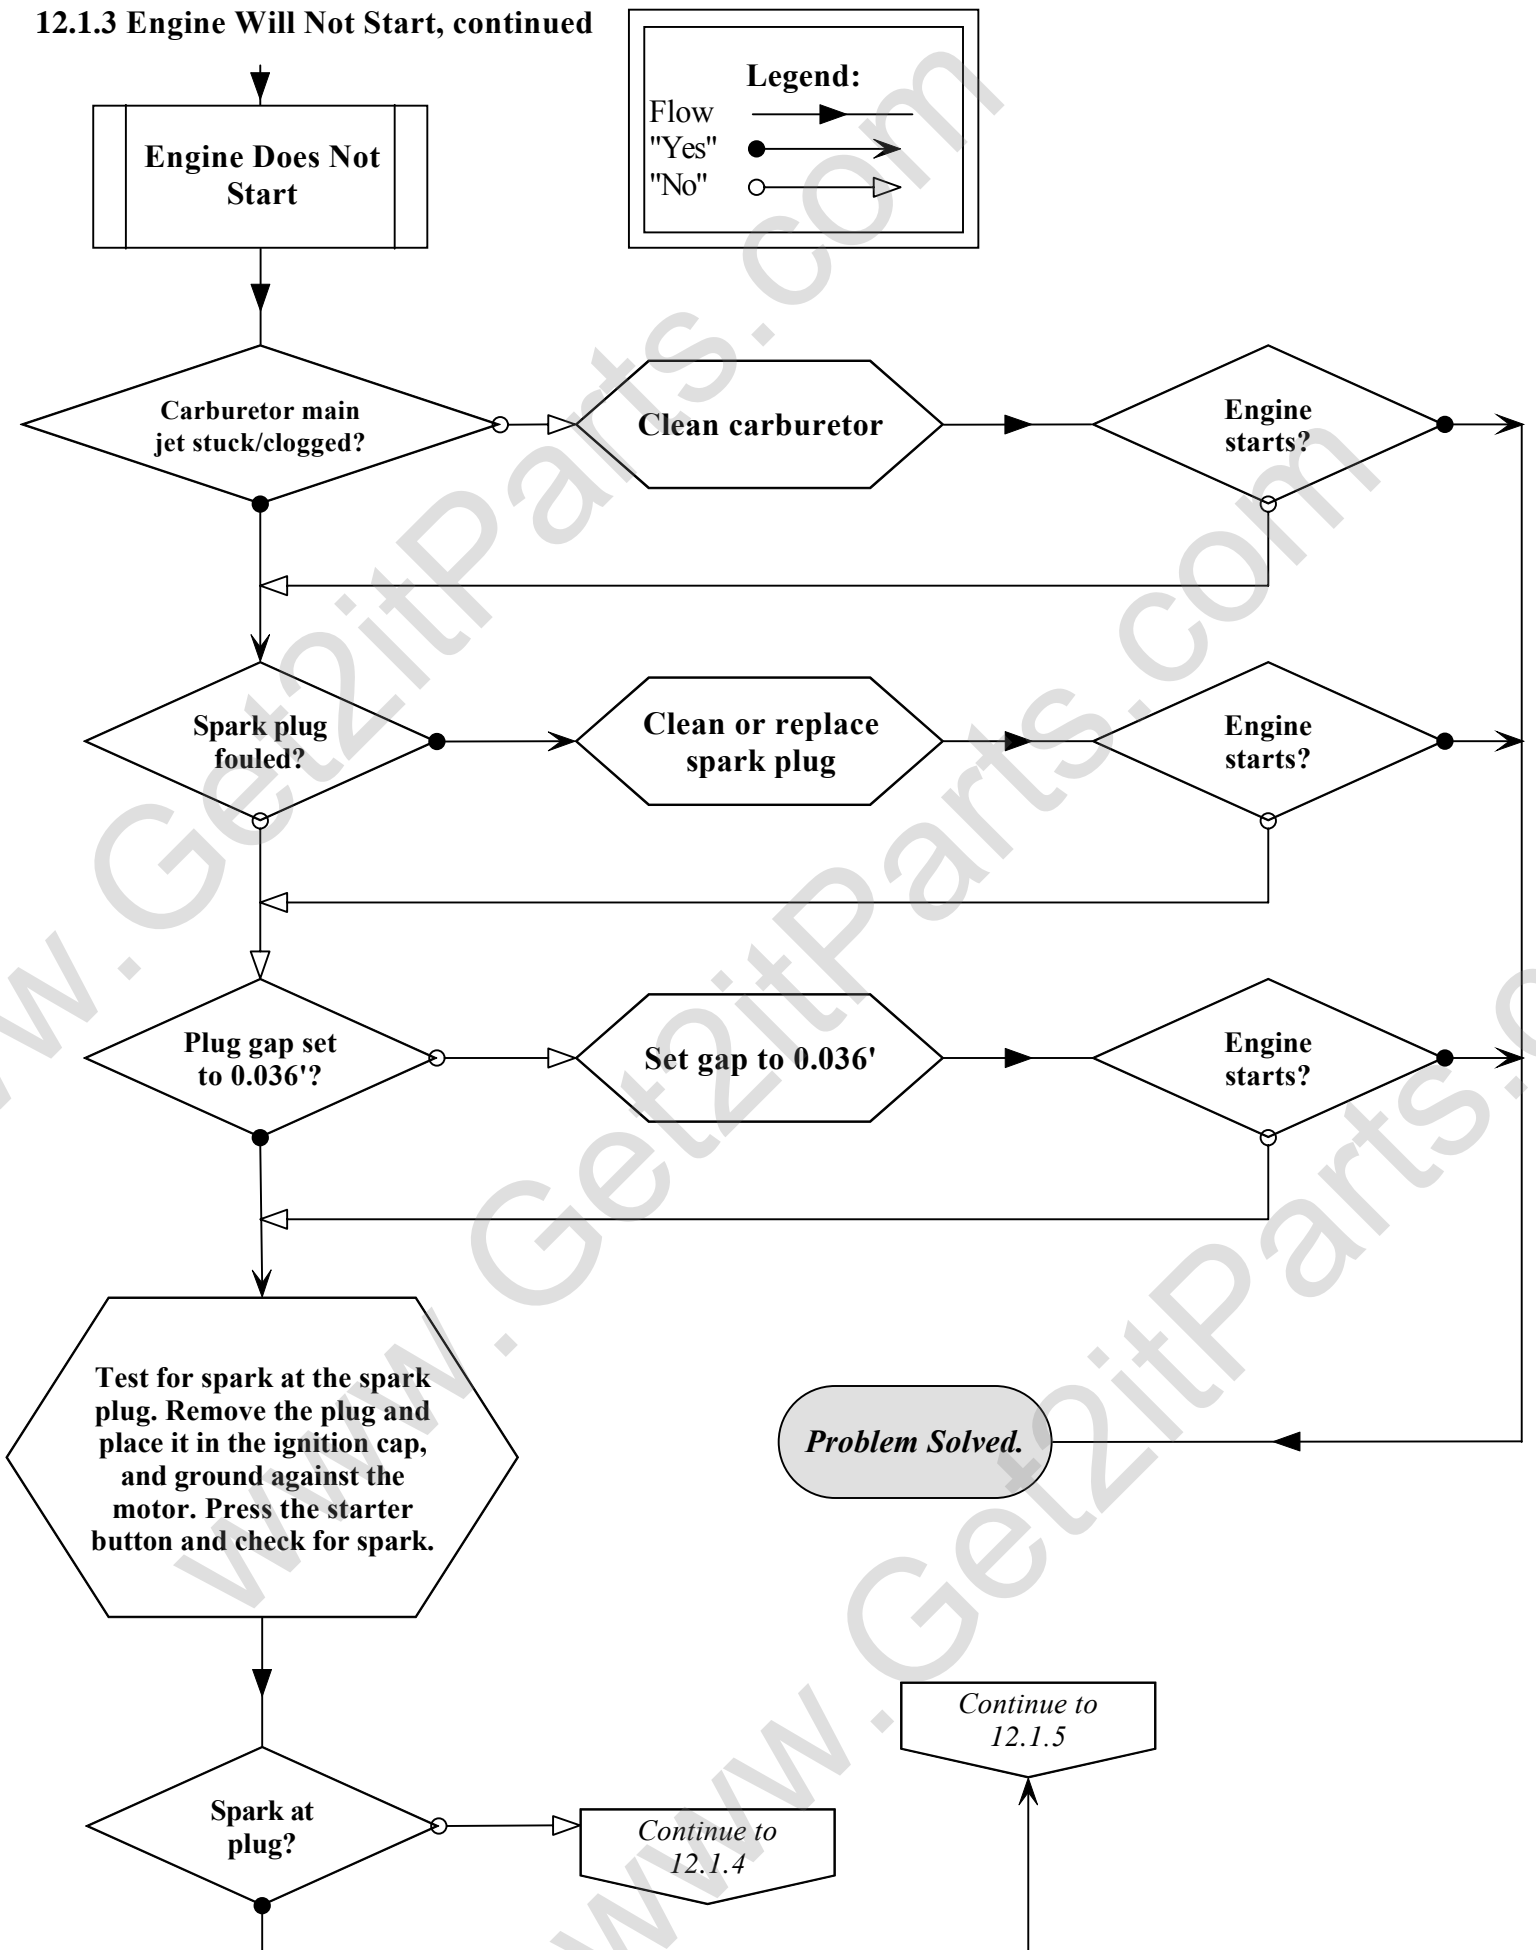 12.1.3 Engine Will Not Start, continued
Legend:
Flow
"Yes"
"No"
Engine Does Not
Start
Carburetor main
jet stuck/clogged?
Clean carburetor
Engine
starts?
Spark plug
fouled?
Clean or replace
spark plug
Engine
starts?
Plug gap set
to 0.036'?
Set gap to 0.036'
Engine
starts?
Test for spark at the spark
plug. Remove the plug and
place it in the ignition cap,
and ground against the
motor. Press the starter
button and check for spark.
Problem Solved.
Continue to
12.1.5
Spark at
plug?
Continue to
12.1.4
www.Get2itParts.com
www.Get2itParts.com
www.Get2itParts.com